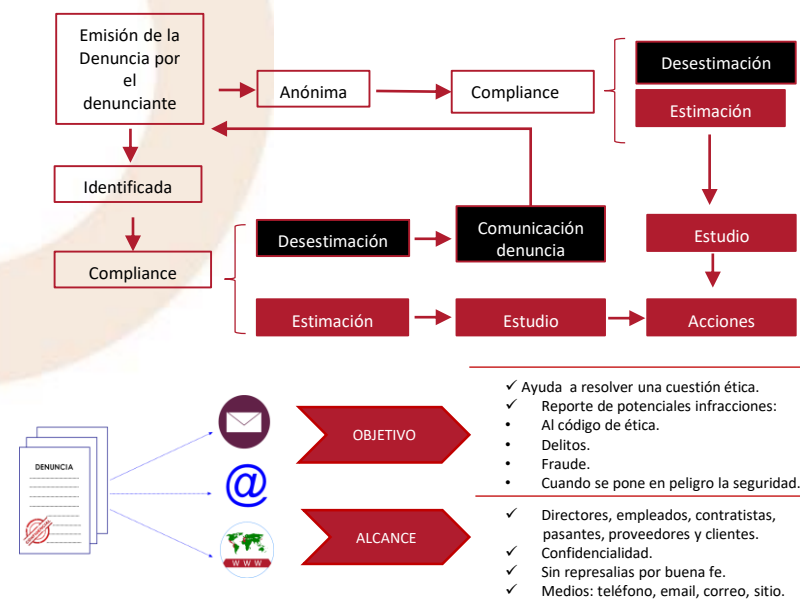 Emisión de la
Denuncia por
el
denunciante
Anónima
Compliance
Desestimación
Estimación
Identificada
Compliance
Desestimación
Comunicación
denuncia
Estudio
Estimación
Estudio
Acciones
DENUNCIA
@
WWW
OBJETIVO
✓ Ayuda a resolver una cuestión ética.
✓ Reporte de potenciales infracciones:
• Al código de ética.
• Delitos.
• Fraude.
• Cuando se pone en peligro la seguridad.
ALCANCE
✓ Directores, empleados, contratistas,
pasantes, proveedores y clientes.
✓ Confidencialidad.
✓ Sin represalias por buena fe.
✓ Medios: teléfono, email, correo, sitio.